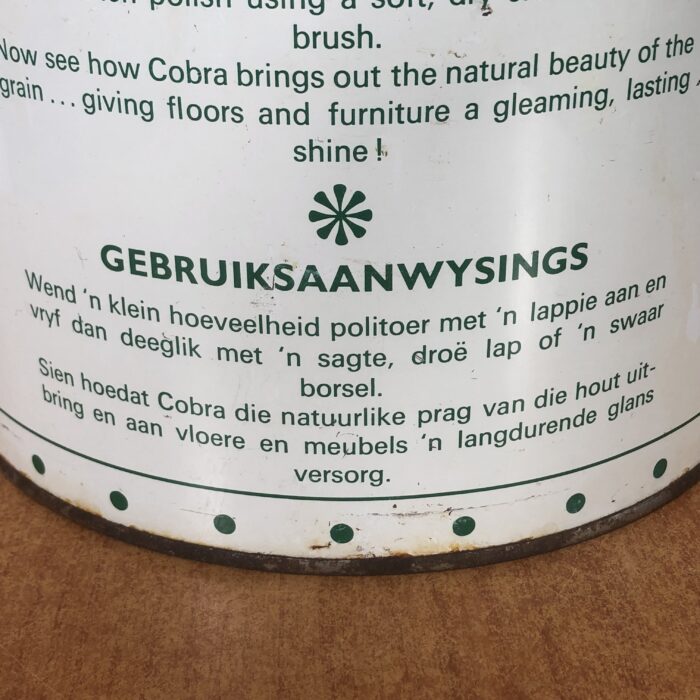 polish using a soft,
brush.
Now see how Cobra brings out the natural beauty of the
grain ... giving floors and furniture a gleaming, lasting
shine!
GEBRUIKSAANWYSINGS
Wend 'n klein hoeveelheid politoer met 'n lappie aan en
vryf dan deeglik met 'n sagte, droë lap of 'n swaar
borsel.
Sien hoedat Cobra die natuurlike prag van die hout uit-
bring en aan vloere en meubels 'n langdurende glans
versorg.